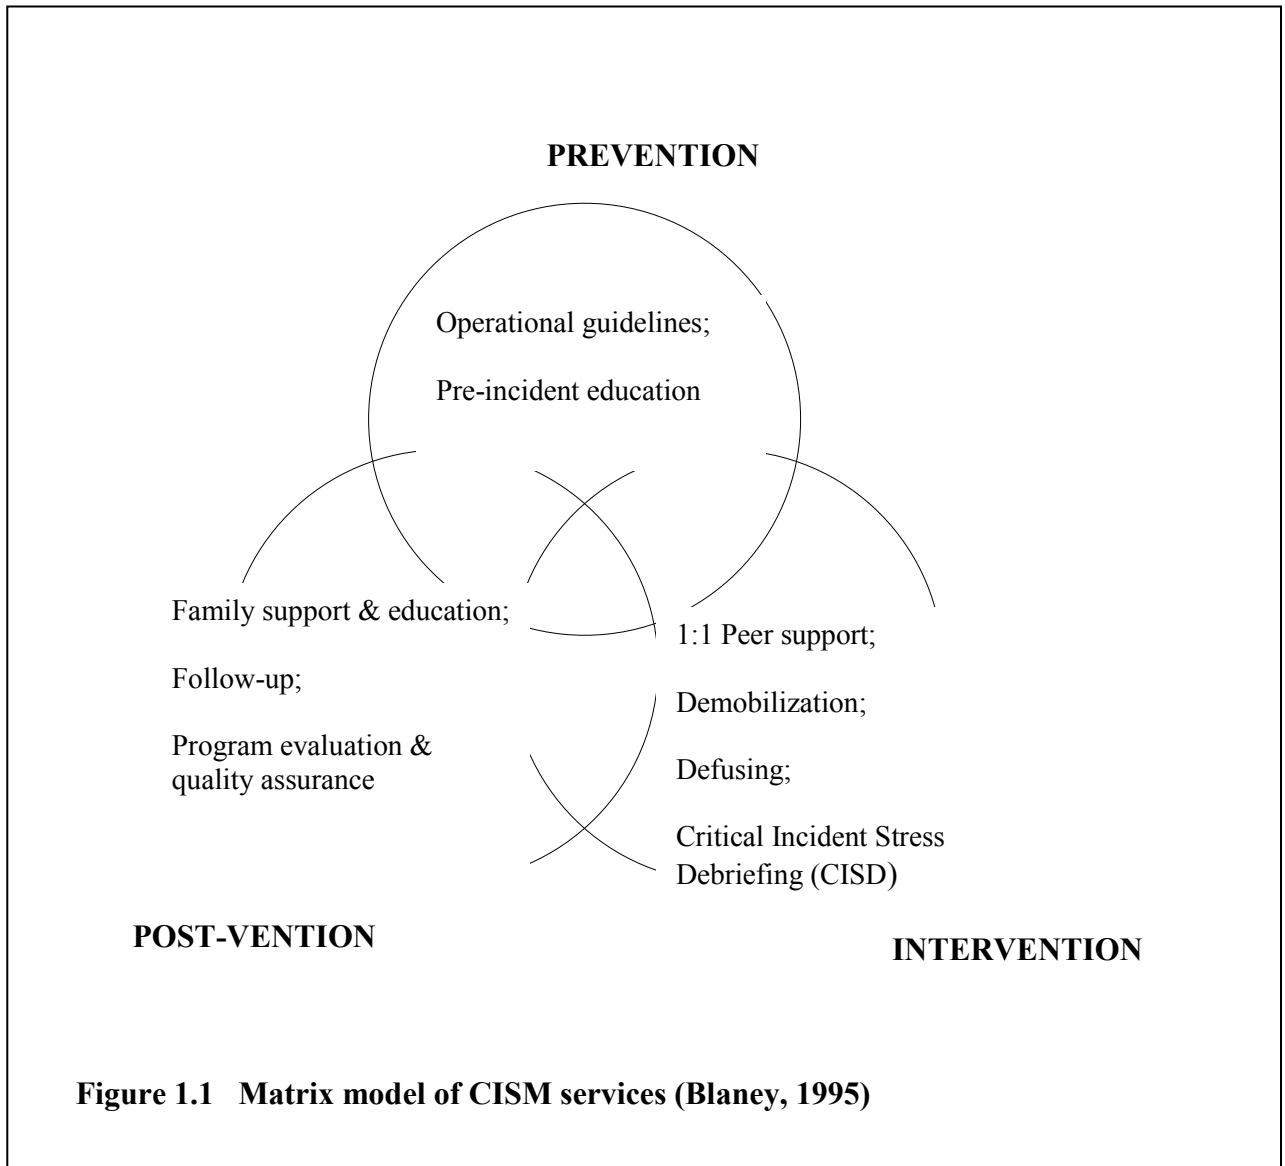 PREVENTION
Operational guidelines;
Pre-incident education
Family support & education;
Follow-up;
Program evaluation &
quality assurance
1:1 Peer support;
Demobilization;
Defusing;
Critical Incident Stress
Debriefing (CISD)
POST-VENTION
INTERVENTION
Figure 1.1 Matrix model of CISM services (Blaney, 1995)